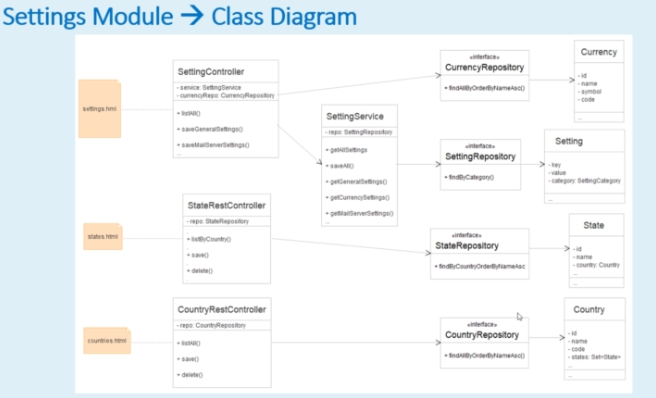 Settings Module → Class Diagram
settings.hml
SettingController
- service: SettingService
- currencyRepo: CurrencyRepository
+ listAll()
+ saveGeneralSettings()
+ saveMailServerSettings()
...
SettingService
- repo: SettingRepository
+ getAllSettings
+ saveAll()
+ getGeneralSettings()
+ getCurrencySettings()
+ getMailServerSettings()
...
«interface»
CurrencyRepository
+ findAllByOrderByNameAsc()
Currency
- id
- name
- symbol
- code
...
«interface»
SettingRepository
+ findByCategory()
Setting
- key
- value
- category: SettingCategory
...
states.html
StateRestController
- repo: StateRepository
+ listByCountry()
+ save()
+ delete()
«interface»
StateRepository
+ findByCountryOrderByNameAsc
State
- id
- name
- country: Country
...
countries.html
CountryRestController
- repo: CountryRepository
+ listAll()
+ save()
+ delete()
«interface»
CountryRepository
+ findAllByOrderByNameAsc()
Country
- id
- name
- code
- states: Set<State>
...